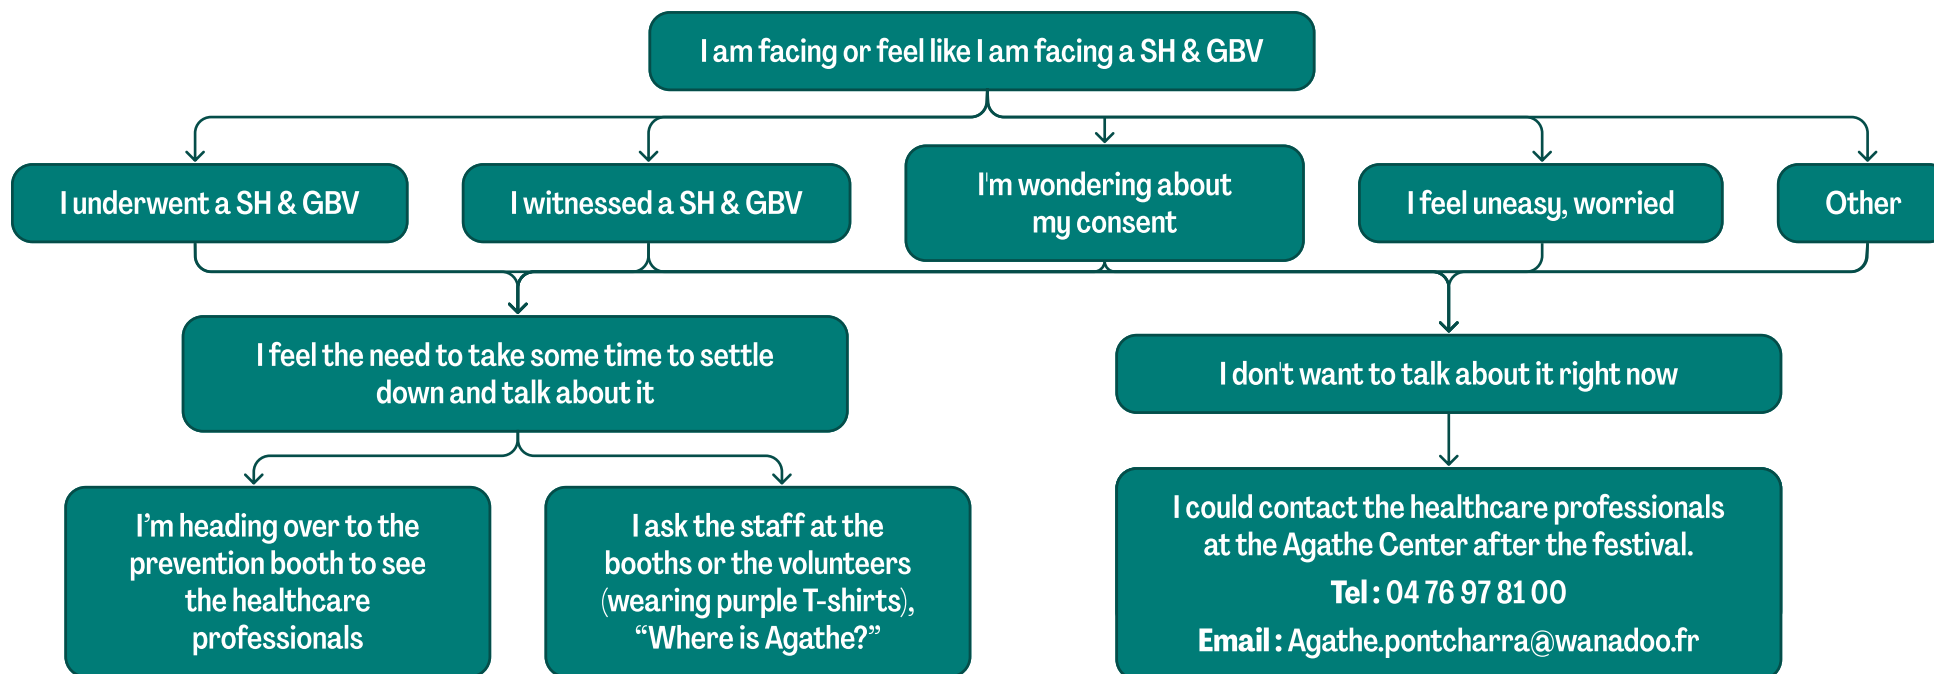 I am facing or feel like I am facing a SH & GBV
I underwent a SH & GBV
I witnessed a SH & GBV
I'm wondering about
my consent
I feel uneasy, worried
Other
I feel the need to take some time to settle
down and talk about it
I don't want to talk about it right now
I’m heading over to the
prevention booth to see
the healthcare
professionals
I ask the staff at the
booths or the volunteers
(wearing purple T-shirts),
“Where is Agathe?”
I could contact the healthcare professionals
at the Agathe Center after the festival.
Tel : 04 76 97 81 00
Email : Agathe.pontcharra@wanadoo.fr